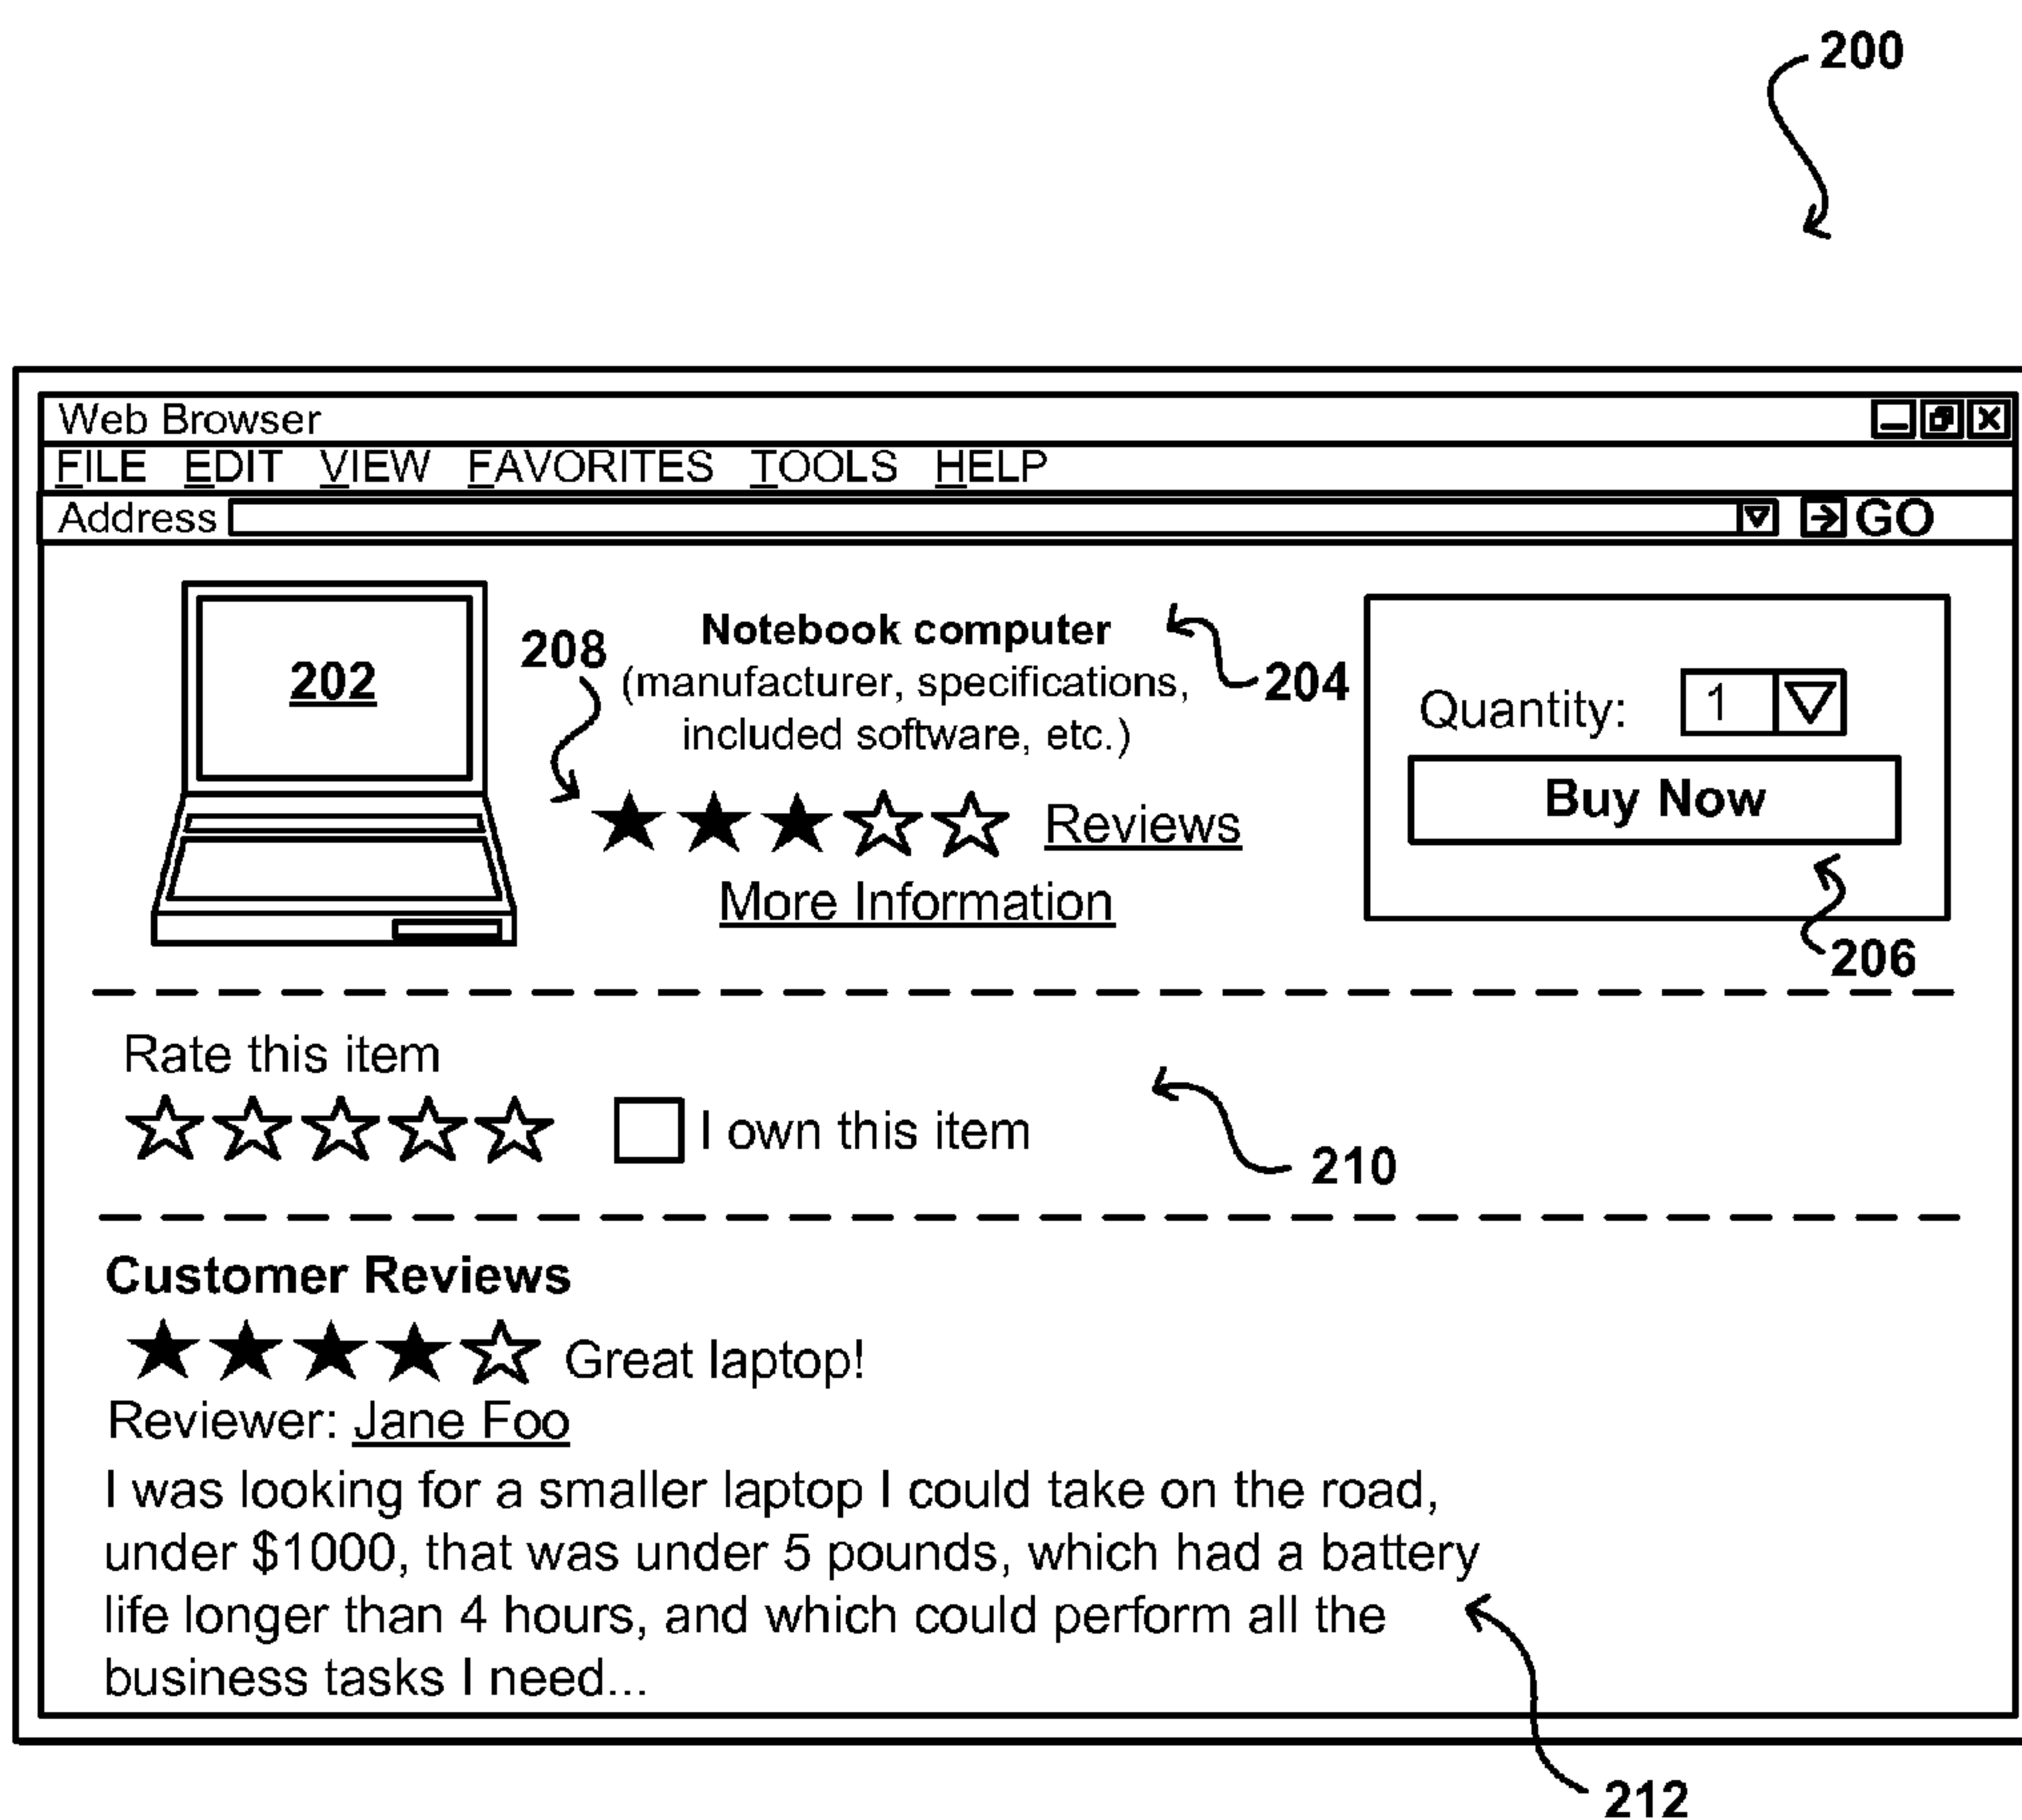 200
Web Browser
FILE EDIT VIEW FAVORITES TOOLS HELP
Address GO
202
208
Notebook computer
(manufacturer, specifications,
included software, etc.)
204
Reviews
More Information
Quantity: 1
Buy Now
206
Rate this item
I own this item
210
Customer Reviews
Great laptop!
Reviewer: Jane Foo
I was looking for a smaller laptop I could take on the road,
under $1000, that was under 5 pounds, which had a battery
life longer than 4 hours, and which could perform all the
business tasks I need...
212